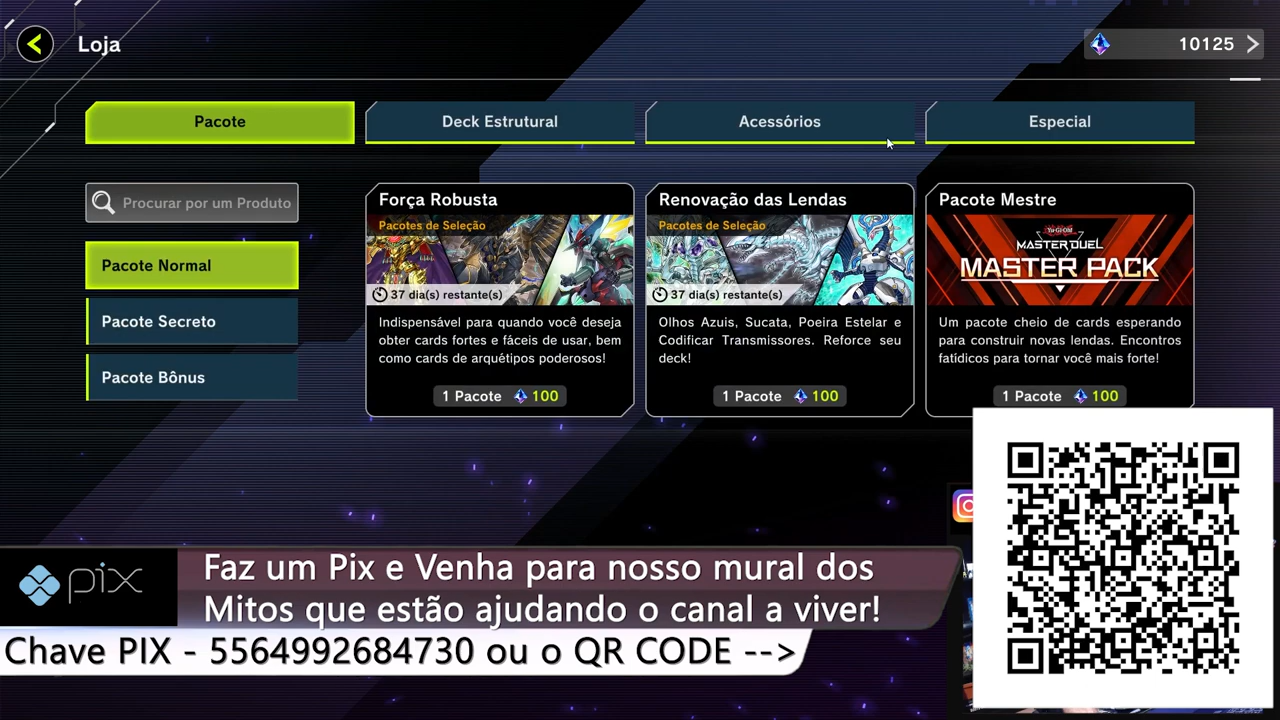 Loja
10125
Pacote
Deck Estrutural
Acessórios
Especial
Procurar por um Produto
Pacote Normal
Pacote Secreto
Pacote Bônus
Força Robusta
Pacotes de Seleção
37 dia(s) restante(s)
Indispensável para quando você deseja
obter cards fortes e fáceis de usar, bem
como cards de arquétipos poderosos!
1 Pacote 100
Renovação das Lendas
Pacotes de Seleção
37 dia(s) restante(s)
Olhos Azuis, Sucata, Poeira Estelar e
Codificar Transmissores. Reforce seu
deck!
1 Pacote 100
Pacote Mestre
Yu-Gi-Oh!
MASTER DUEL
MASTER PACK
Um pacote cheio de cards esperando
para construir novas lendas. Encontros
fatídicos para tornar você mais forte!
1 Pacote 100
pix
Faz um Pix e Venha para nosso mural dos
Mitos que estão ajudando o canal a viver!
Chave PIX - 5564992684730 ou o QR CODE -->